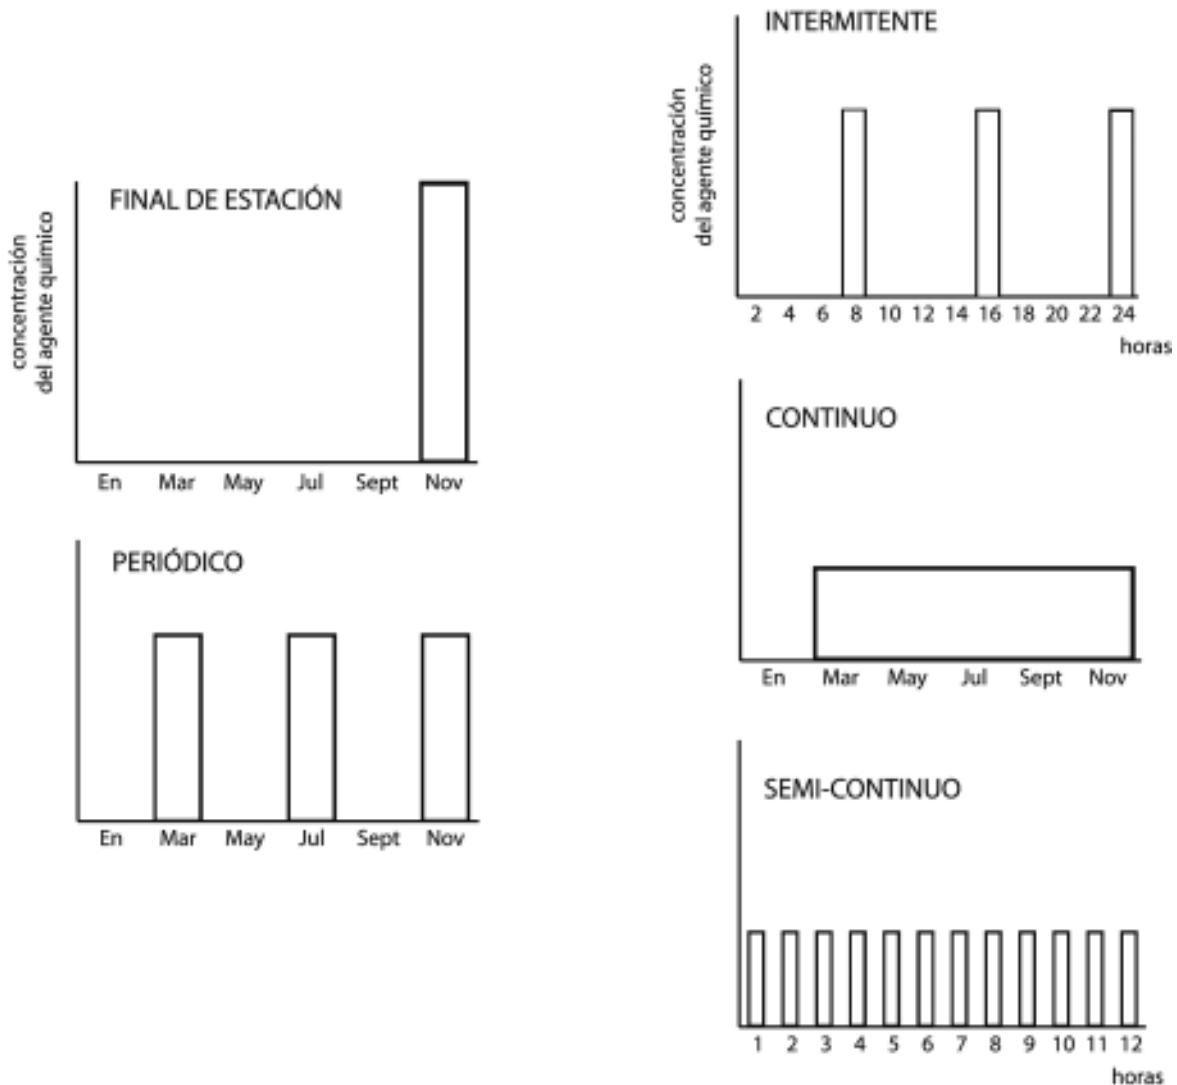 FINAL DE ESTACIÓN
concentración
del agente químico
En Mar May Jul Sept Nov
PERIÓDICO
En Mar May Jul Sept Nov
INTERMITENTE
concentración
del agente químico
2 4 6 8 10 12 14 16 18 20 22 24
horas
CONTINUO
En Mar May Jul Sept Nov
SEMI-CONTINUO
1 2 3 4 5 6 7 8 9 10 11 12
horas